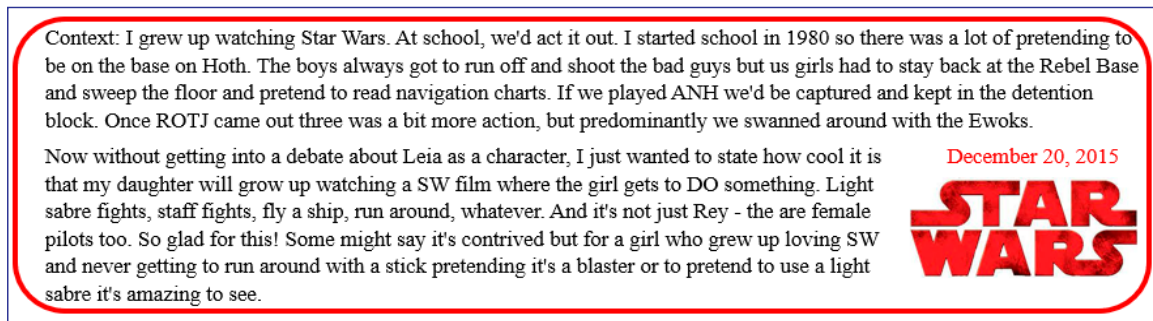 Context: I grew up watching Star Wars. At school, we'd act it out. I started school in 1980 so there was a lot of pretending to
be on the base on Hoth. The boys always got to run off and shoot the bad guys but us girls had to stay back at the Rebel Base
and sweep the floor and pretend to read navigation charts. If we played ANH we'd be captured and kept in the detention
block. Once ROTJ came out three was a bit more action, but predominantly we swanned around with the Ewoks.
Now without getting into a debate about Leia as a character, I just wanted to state how cool it is
that my daughter will grow up watching a SW film where the girl gets to DO something. Light
sabre fights, staff fights, fly a ship, run around, whatever. And it's not just Rey - the are female
pilots too. So glad for this! Some might say it's contrived but for a girl who grew up loving SW
and never getting to run around with a stick pretending it's a blaster or to pretend to use a light
sabre it's amazing to see.
December 20, 2015
STAR
WARS